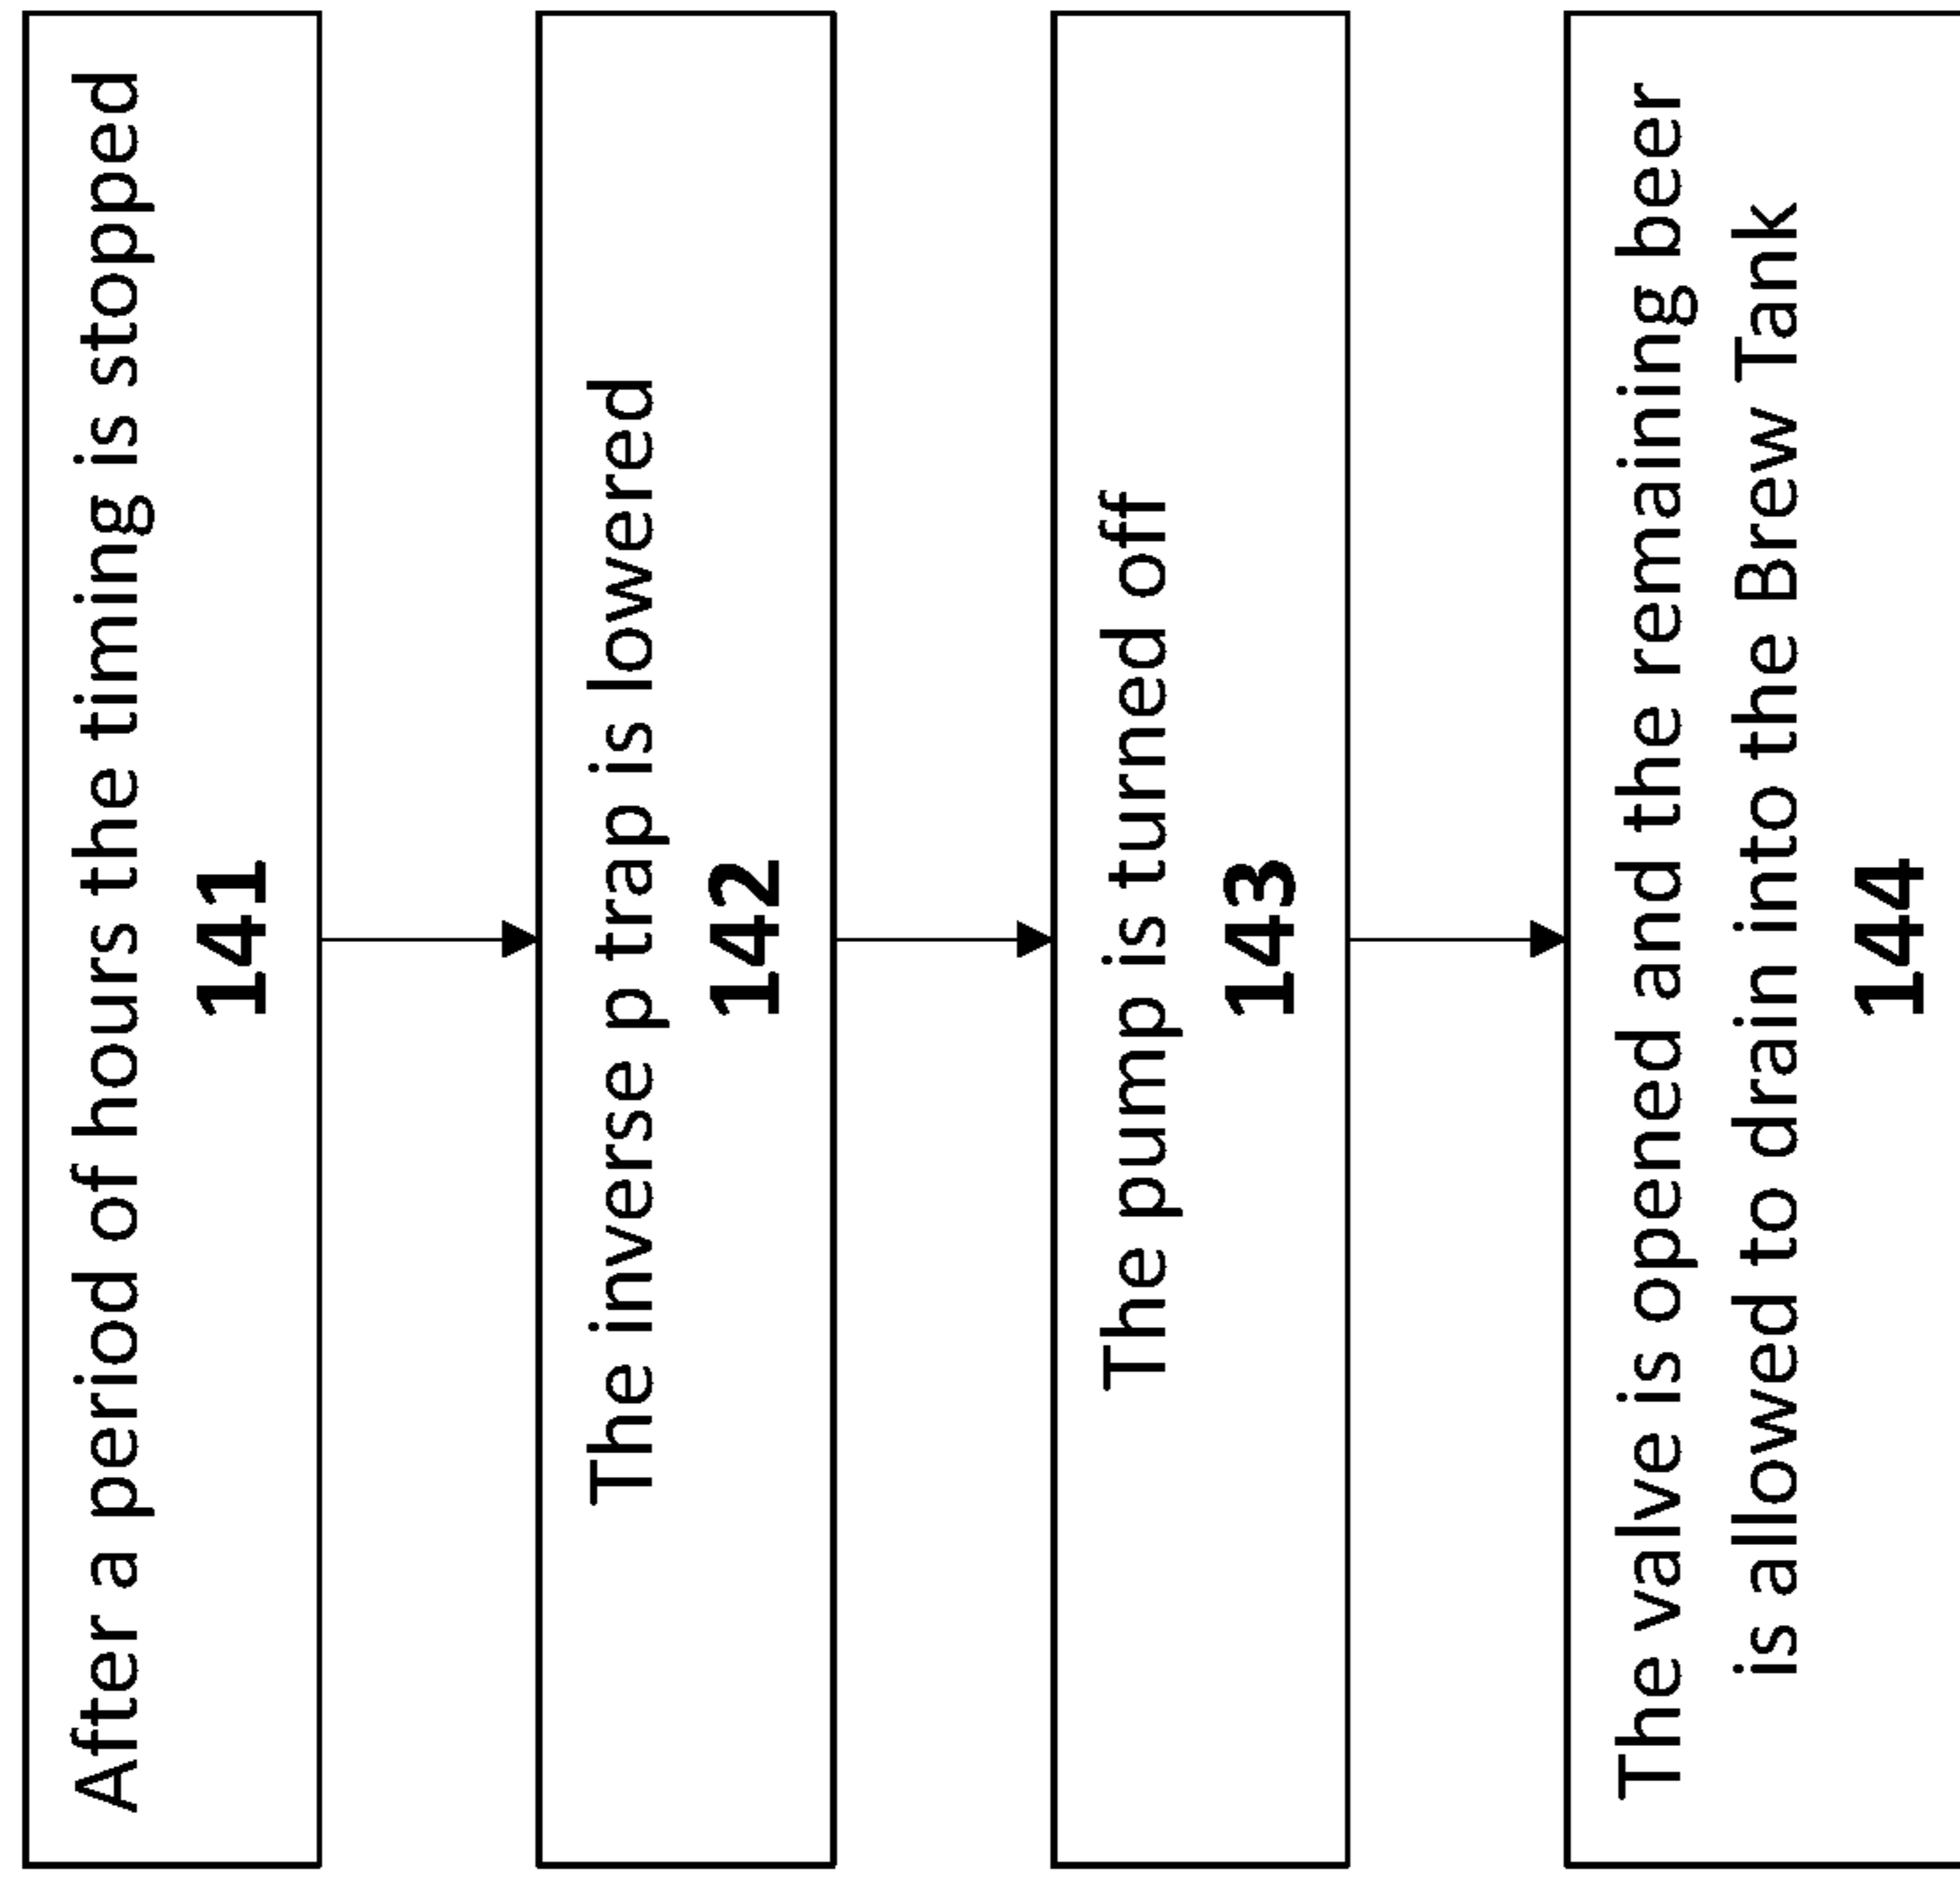 After a period of hours the timing is stopped
141
The inverse p trap is lowered
142
The pump is turned off
143
The valve is opened and the remaining beer
is allowed to drain into the Brew Tank
144